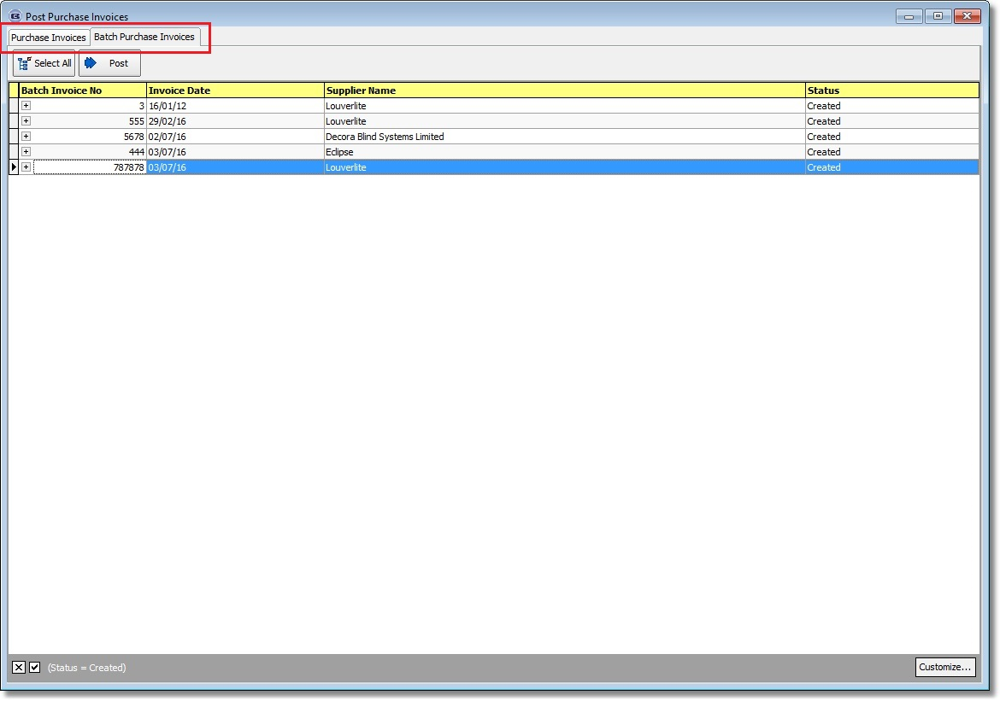 Post Purchase Invoices
Purchase Invoices Batch Purchase Invoices
Select All Post
Batch Invoice No Invoice Date Supplier Name Status
3 16/01/12 Louverlite Created
555 29/02/16 Louverlite Created
5678 02/07/16 Decora Blind Systems Limited Created
444 03/07/16 Eclipse Created
787878 03/07/16 Louverlite Created
(Status = Created) Customize...